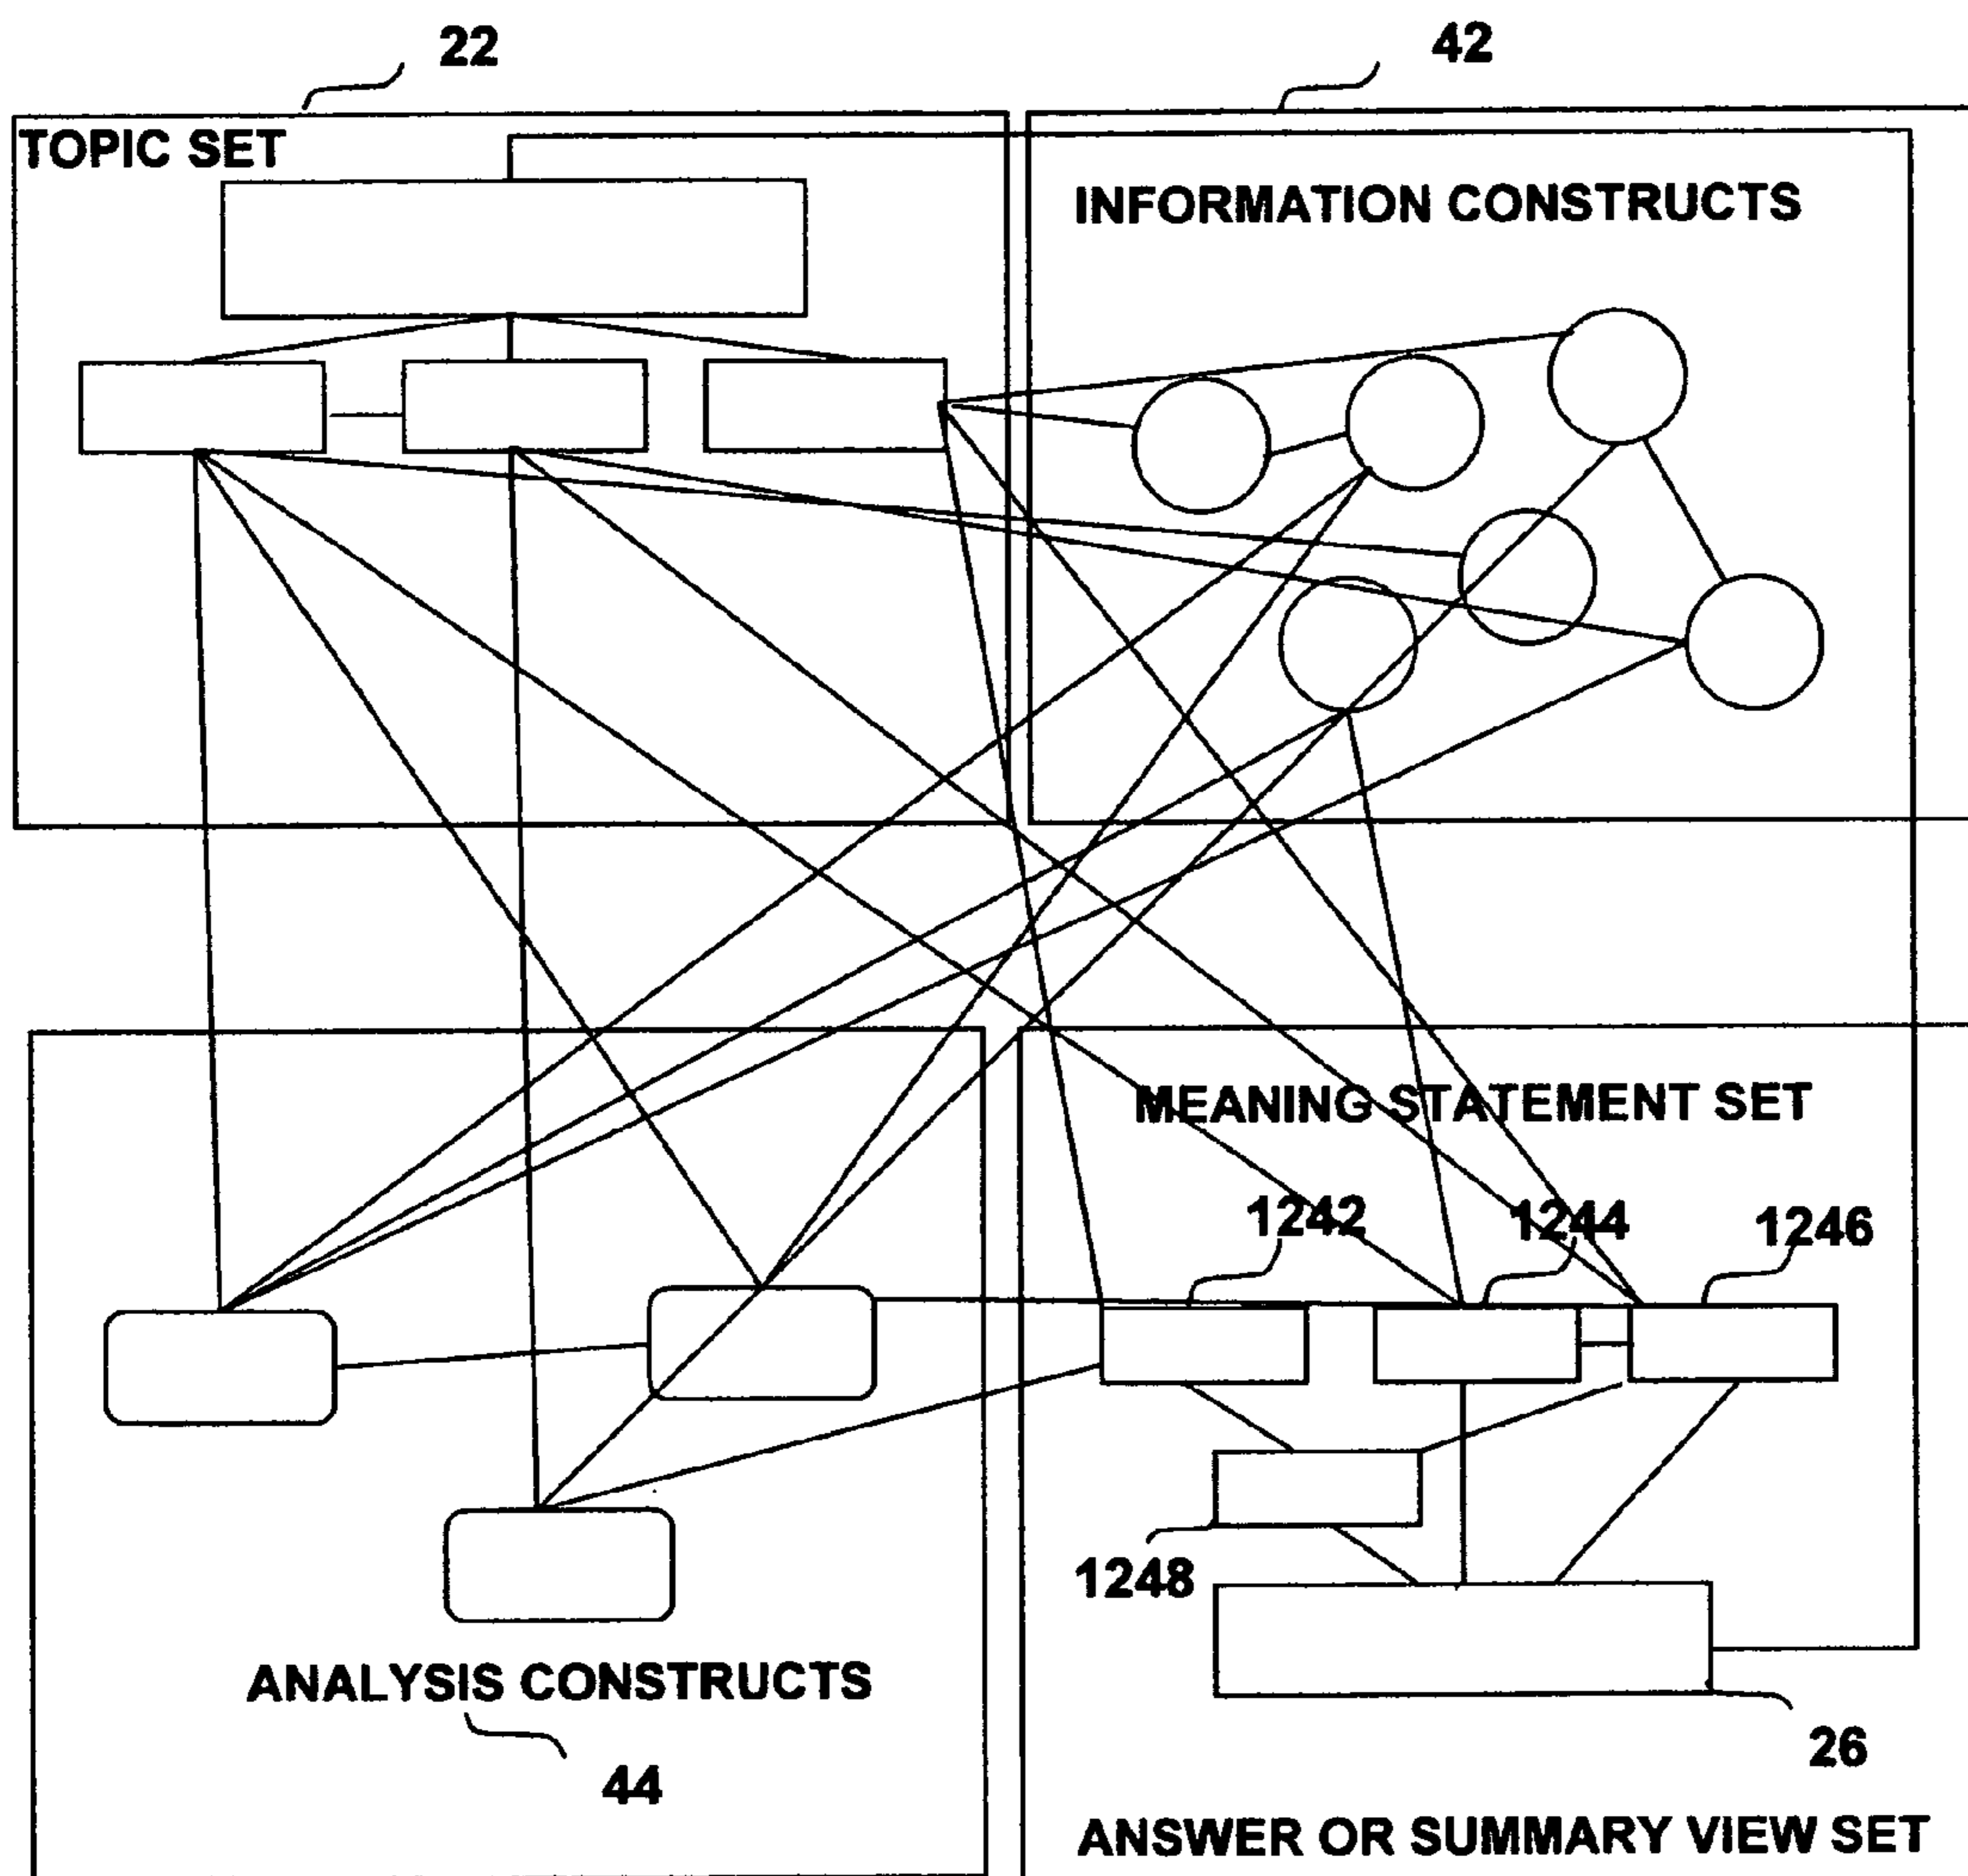 22
42
TOPIC SET
INFORMATION CONSTRUCTS
MEANING STATEMENT SET
1242
1244
1246
1248
ANALYSIS CONSTRUCTS
44
26
ANSWER OR SUMMARY VIEW SET